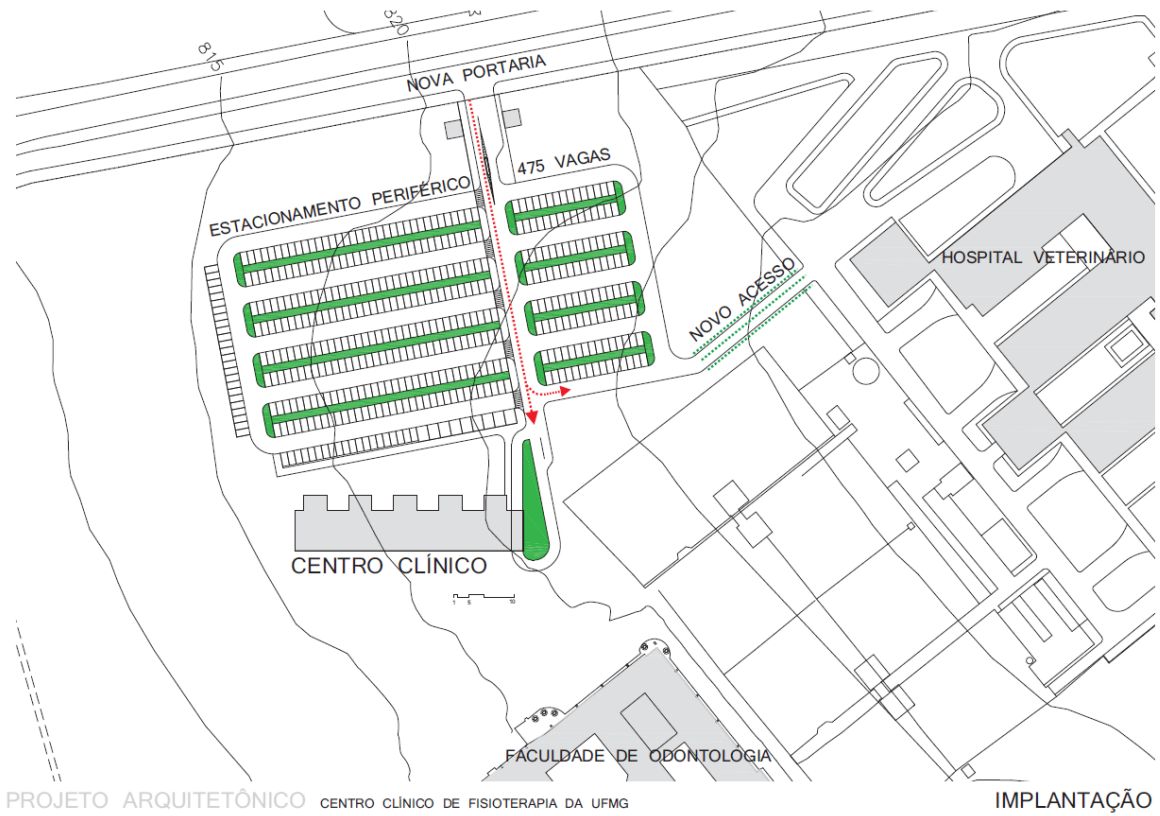 815
820
NOVA PORTARIA
475 VAGAS
ESTACIONAMENTO PERIFÉRICO
HOSPITAL VETERINÁRIO
NOVO ACESSO
CENTRO CLÍNICO
1 5 10
FACULDADE DE ODONTOLOGIA
PROJETO ARQUITETÔNICO CENTRO CLÍNICO DE FISIOTERAPIA DA UFMG IMPLANTAÇÃO